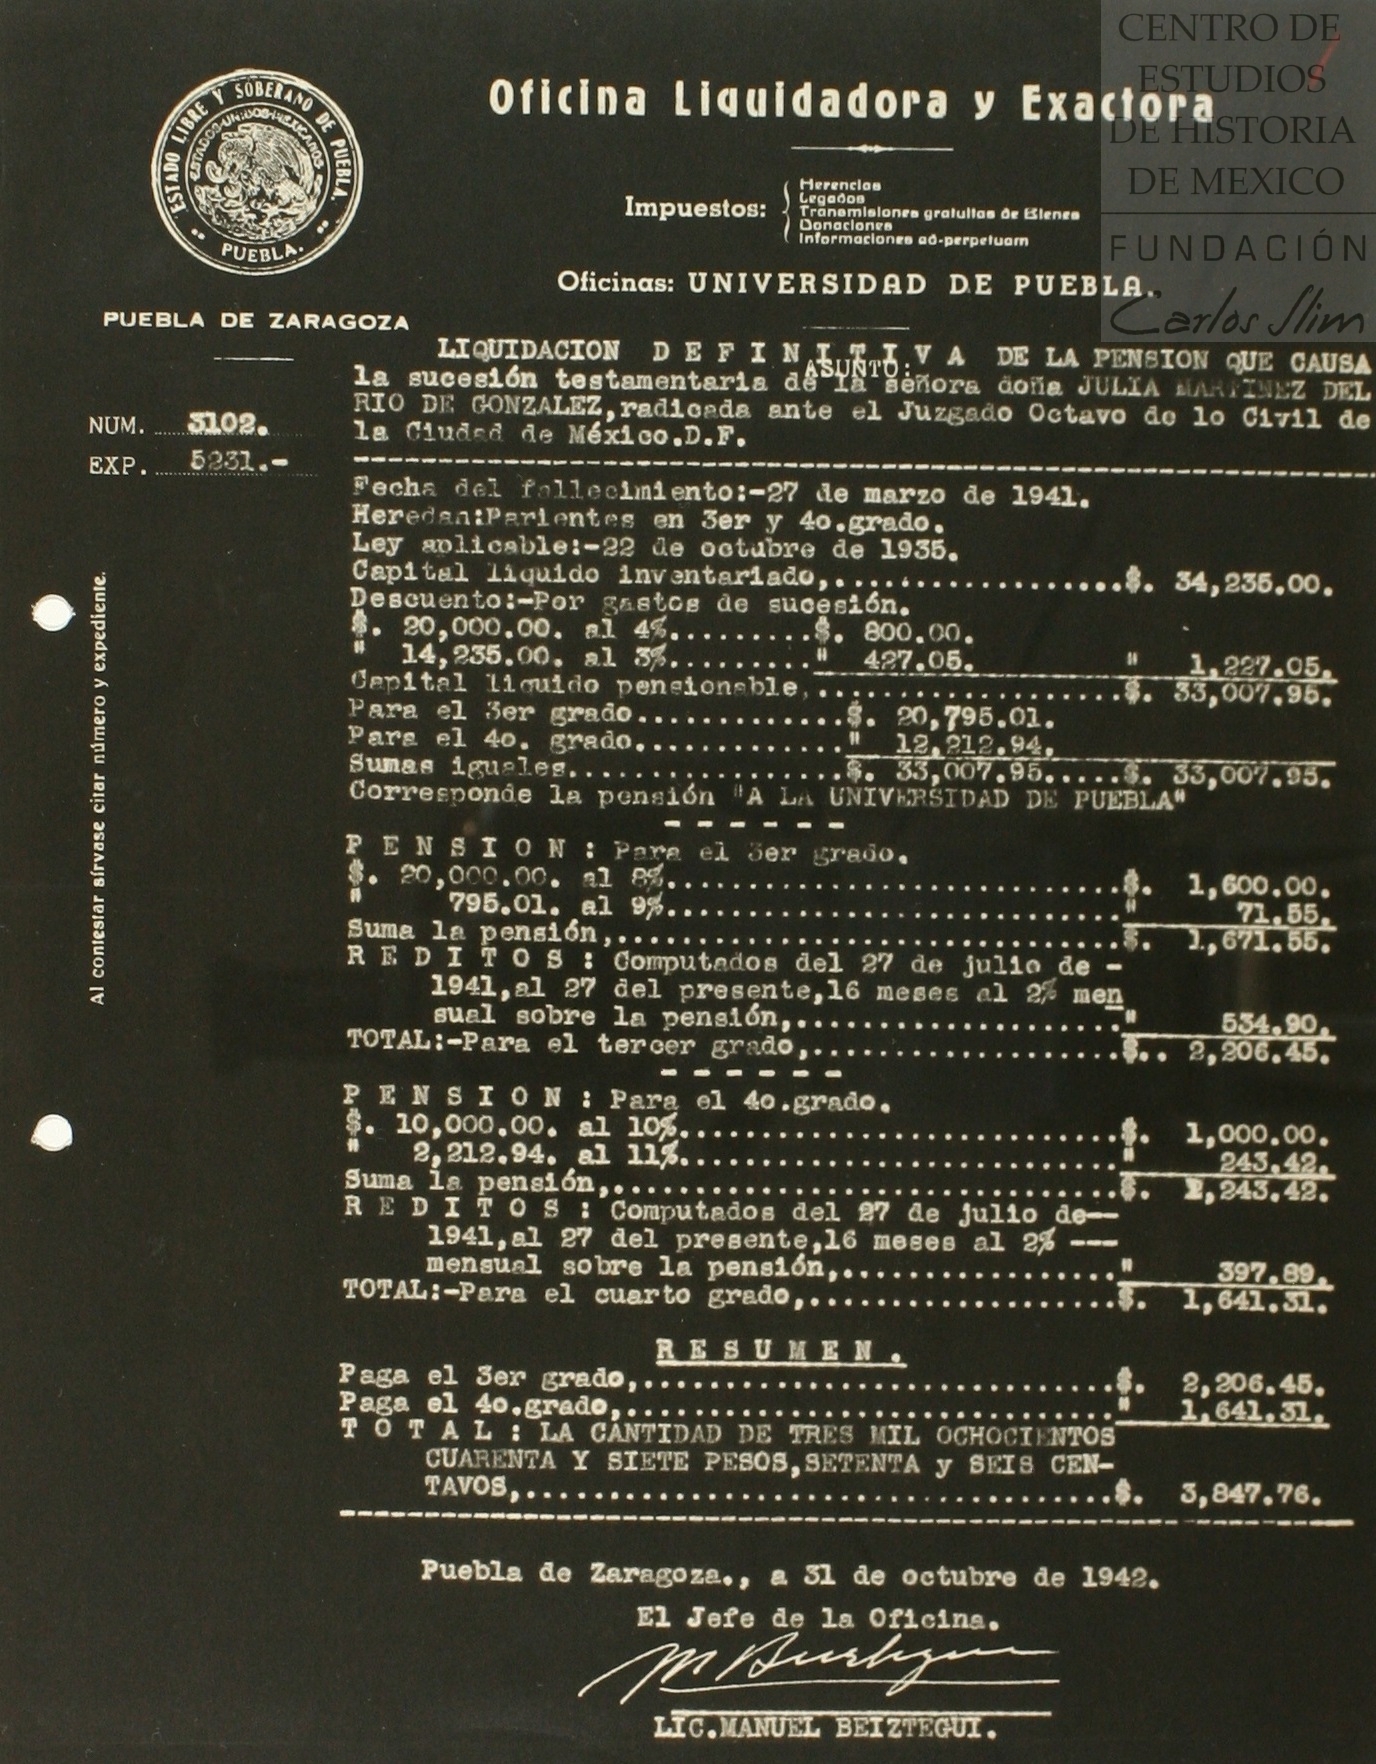 CENTRO DE
ESTUDIOS
DE HISTORIA
DE MEXICO
FUNDACIÓN
Carlos Slim
ESTADO LIBRE Y SOBERANO DE PUEBLA.
ESTADOS·UNIDOS·MEXICANOS
PUEBLA.
Oficina Liquidadora y Exactora
Impuestos:
Herencias
Legados
Transmisiones gratuitas de Bienes
Donaciones
Informaciones ad-perpetuam
Oficinas: UNIVERSIDAD DE PUEBLA.
PUEBLA DE ZARAGOZA
ASUNTO:
NUM. 3102.
EXP. 5231.-
Al contestar sírvase citar número y expediente.
LIQUIDACION D E F I N I T I V A DE LA PENSION QUE CAUSA
la sucesión testamentaria de la señora doña JULIA MARTINEZ DEL
RIO DE GONZALEZ,radicada ante el Juzgado Octavo de lo Civil de
la Ciudad de México.D.F.
Fecha del fallecimiento:-27 de marzo de 1941.
Heredan:Parientes en 3er y 4o.grado.
Ley aplicable:-22 de octubre de 1935.
Capital líquido inventariado,....................$. 34,235.00.
Descuento:-Por gastos de sucesión.
$. 20,000.00. al 4%.........$. 800.00.
" 14,235.00. al 3%........." 427.05. " 1,227.05.
Capital líquido pensionable,.....................$. 33,007.95.
Para el 3er grado.............$. 20,795.01.
Para el 4o. grado............." 12,212.94.
Sumas iguales.................$. 33,007.95.....$. 33,007.95.
Corresponde la pensión "A LA UNIVERSIDAD DE PUEBLA"
- - - - - -
P E N S I O N : Para el 3er grado.
$. 20,000.00. al 8%..............................$. 1,600.00.
" 795.01. al 9%.............................." 71.55.
Suma la pensión,.................................$. 1,671.55.
R E D I T O S : Computados del 27 de julio de -
1941,al 27 del presente,16 meses al 2% men
sual sobre la pensión,......................" 534.90.
TOTAL:-Para el tercer grado,.....................$.. 2,206.45.
- - - - - -
P E N S I O N : Para el 4o.grado.
$. 10,000.00. al 10%.............................$. 1,000.00.
" 2,212.94. al 11%............................." 243.42.
Suma la pensión,.................................$. 1,243.42.
R E D I T O S : Computados del 27 de julio de--
1941,al 27 del presente,16 meses al 2% ---
mensual sobre la pensión,..................." 397.89.
TOTAL:-Para el cuarto grado,.....................$. 1,641.31.
R E S U M E N .
Paga el 3er grado,...............................$. 2,206.45.
Paga el 4o.grado,................................" 1,641.31.
T O T A L : LA CANTIDAD DE TRES MIL OCHOCIENTOS
CUARENTA Y SIETE PESOS,SETENTA y SEIS CEN-
TAVOS,......................................$. 3,847.76.
Puebla de Zaragoza., a 31 de octubre de 1942.
El Jefe de la Oficina.
LIC.MANUEL BEIZTEGUI.